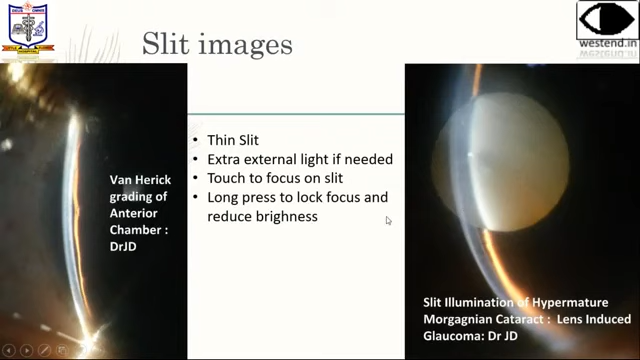 westend.in
Slit images
Van Herick
grading of
Anterior
Chamber :
DrJD
• Thin Slit
• Extra external light if needed
• Touch to focus on slit
• Long press to lock focus and
reduce brighness
Slit Illumination of Hypermature
Morgagnian Cataract : Lens Induced
Glaucoma: Dr JD